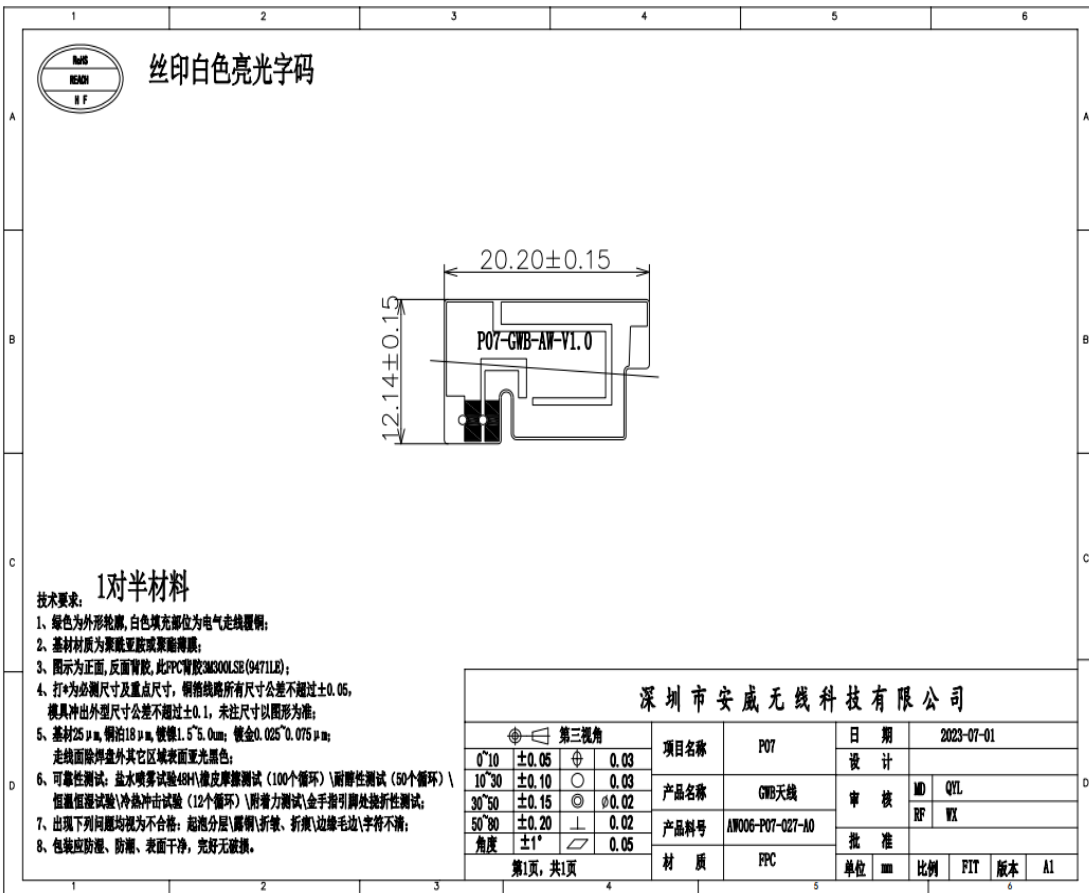 1 2 3 4 5 6
RoHS
REACH
H F
丝印白色亮光字码
A A
20.20±0.15
12.14±0.15
B B
P07-GWB-AW-V1.0
C C
1对半材料
技术要求:
1、绿色为外形轮廓,白色填充部位为电气走线覆铜;
2、基材材质为聚酰亚胺或聚酯薄膜;
3、图示为正面,反面背胶,此FPC背胶3M300LSE(9471LE);
4、打*为必测尺寸及重点尺寸, 铜箔线路所有尺寸公差不超过±0.05,
模具冲出外型尺寸公差不超过±0.1, 未注尺寸以图形为准;
5、基材25μm,铜泊18μm,镀镍1.5~5.0um; 镀金0.025~0.075μm;
走线面除焊盘外其它区域表面亚光黑色;
6、可靠性测试: 盐水喷雾试验48H\橡皮摩擦测试 (100个循环) \耐醇性测试 (50个循环) \
恒温恒湿试验\冷热冲击试验 (12个循环) \附着力测试\金手指引脚处挠折性测试;
7、出现下列问题均视为不合格: 起泡分层\露铜\折皱、折痕\边缘毛边\字符不清;
8、包装应防湿、防潮、表面干净, 完好无破损。
D D
深圳市安威无线科技有限公司
第三视角
0~10 ±0.05 0.03
10~30 ±0.10 0.03
30~50 ±0.15 ∅0.02
50~80 ±0.20 ⊥ 0.02
角度 ±1° 0.05
第1页, 共1页
项目名称 P07
产品名称 GWB天线
产品料号 AW006-P07-027-A0
材 质 FPC
日 期 2023-07-01
设 计
审 核 MD QYL
RF WX
批 准
单位 mm 比例 FIT 版本 A1
1 2 3 4 5 6